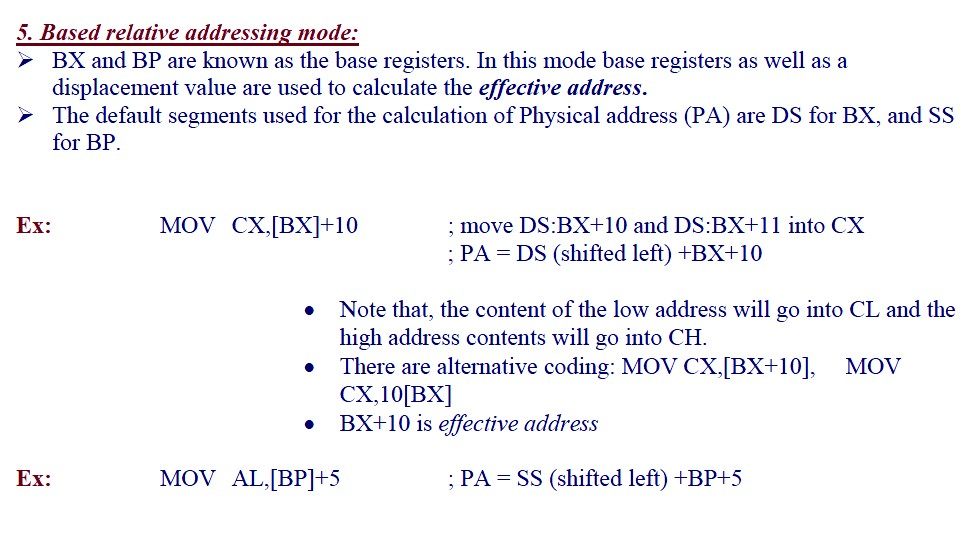 5. Based relative addressing mode:
➢ BX and BP are known as the base registers. In this mode base registers as well as a
displacement value are used to calculate the effective address.
➢ The default segments used for the calculation of Physical address (PA) are DS for BX, and SS
for BP.
Ex: MOV CX,[BX]+10 ; move DS:BX+10 and DS:BX+11 into CX
; PA = DS (shifted left) +BX+10
• Note that, the content of the low address will go into CL and the
high address contents will go into CH.
• There are alternative coding: MOV CX,[BX+10], MOV
CX,10[BX]
• BX+10 is effective address
Ex: MOV AL,[BP]+5 ; PA = SS (shifted left) +BP+5